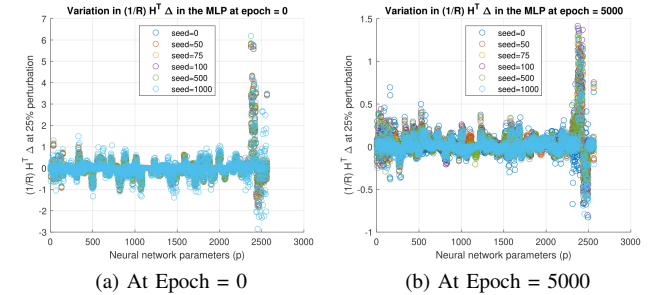 Variation in (1/R) H^T Δ in the MLP at epoch = 0
(1/R) H^T Δ at 25% perturbation
7
6
5
4
3
2
1
0
-1
-2
-3
seed=0
seed=50
seed=75
seed=100
seed=500
seed=1000
0 500 1000 1500 2000 2500 3000
Neural network parameters (p)
(a) At Epoch = 0
Variation in (1/R) H^T Δ in the MLP at epoch = 5000
(1/R) H^T Δ at 25% perturbation
1.5
1
0.5
0
-0.5
-1
seed=0
seed=50
seed=75
seed=100
seed=500
seed=1000
0 500 1000 1500 2000 2500 3000
Neural network parameters (p)
(b) At Epoch = 5000